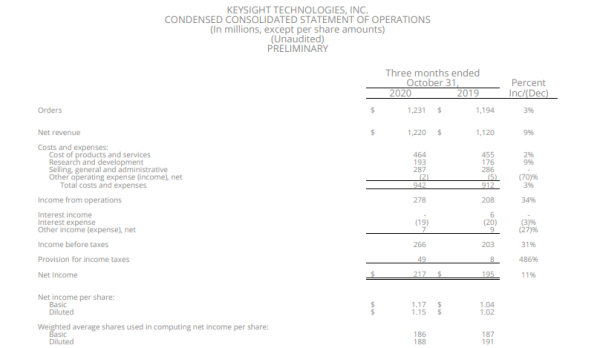 KEYSIGHT TECHNOLOGIES, INC.
CONDENSED CONSOLIDATED STATEMENT OF OPERATIONS
(In millions, except per share amounts)
(Unaudited)
PRELIMINARY
Three months ended
October 31, Percent
2020 2019 Inc/(Dec)
Orders $ 1,231 $ 1,194 3%
Net revenue $ 1,220 $ 1,120 9%
Costs and expenses:
Cost of products and services 464 455 2%
Research and development 193 176 9%
Selling, general and administrative 287 286 -
Other operating expense (income), net (2) (5) (70)%
Total costs and expenses 942 912 3%
Income from operations 278 208 34%
Interest income - 6 -
Interest expense (19) (20) (3)%
Other income (expense), net 7 9 (27)%
Income before taxes 266 203 31%
Provision for income taxes 49 8 486%
Net Income $ 217 $ 195 11%
Net income per share:
Basic $ 1.17 $ 1.04
Diluted $ 1.15 $ 1.02
Weighted average shares used in computing net income per share:
Basic 186 187
Diluted 188 191